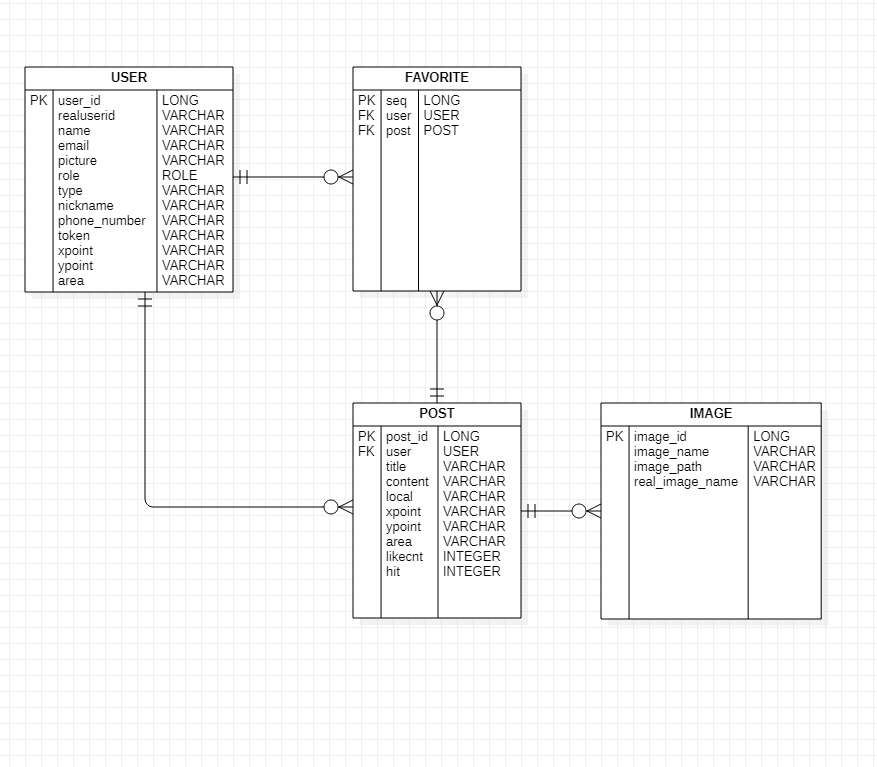 USER
PK user_id LONG
realuserid VARCHAR
name VARCHAR
email VARCHAR
picture VARCHAR
role ROLE
type VARCHAR
nickname VARCHAR
phone_number VARCHAR
token VARCHAR
xpoint VARCHAR
ypoint VARCHAR
area VARCHAR
FAVORITE
PK seq LONG
FK user USER
FK post POST
POST
PK post_id LONG
FK user USER
title VARCHAR
content VARCHAR
local VARCHAR
xpoint VARCHAR
ypoint VARCHAR
area VARCHAR
likecnt INTEGER
hit INTEGER
IMAGE
PK image_id LONG
image_name VARCHAR
image_path VARCHAR
real_image_name VARCHAR